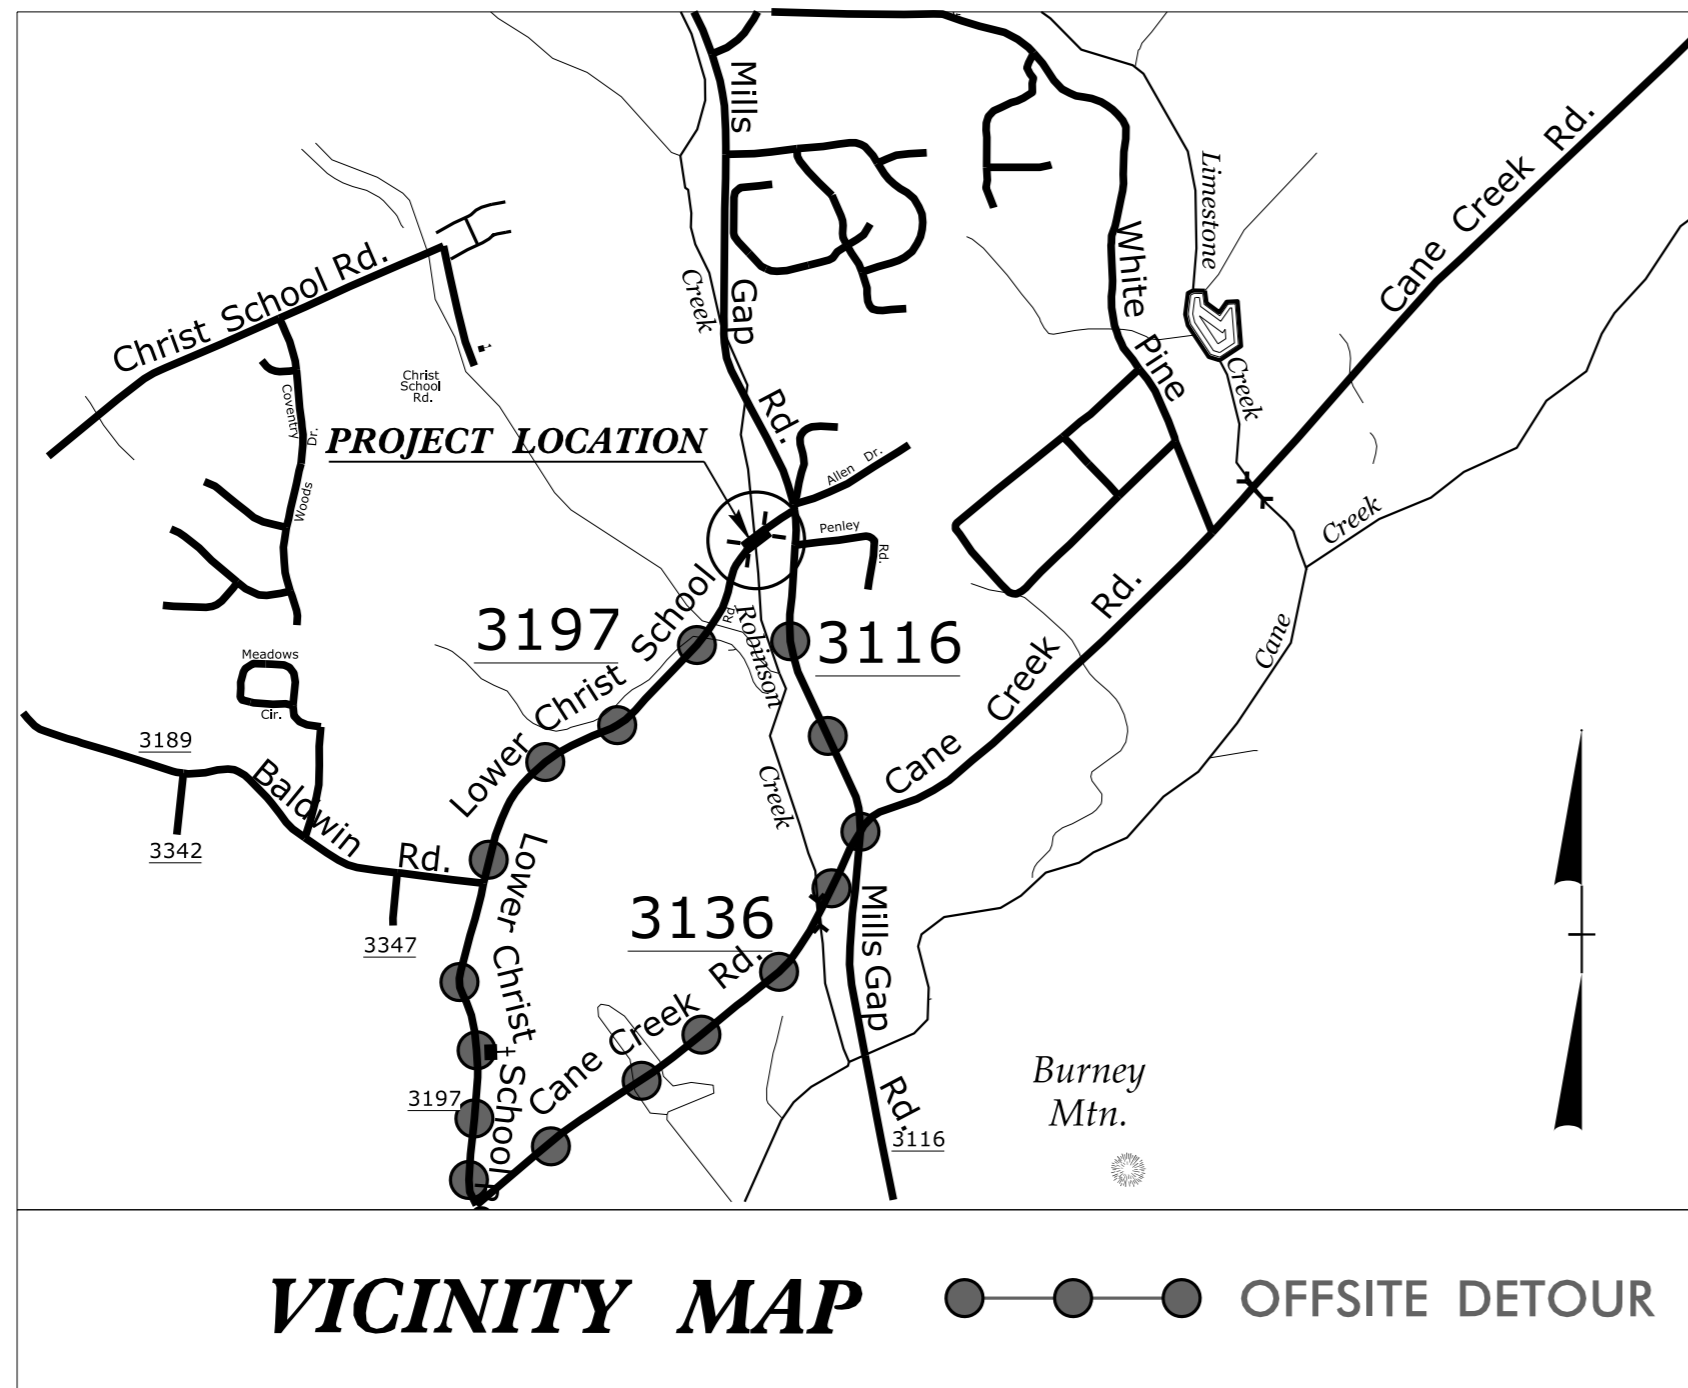 Mills
Gap
Rd.
Creek
White
Pine
Limestone
Creek
Cane Creek Rd.
Christ School Rd.
Christ
School
Rd.
Coventry
Woods
Dr.
PROJECT LOCATION
Allen Dr.
Penley
Rd.
Creek
Cane
3197
3116
Lower Christ School
Rd.
Robinson
Creek
Cane Creek Rd.
Meadows
Cir.
3189
3342
Baldwin Rd.
3347
Lower Christ School
3197
3136
Cane Creek Rd.
Mills Gap
Rd.
3116
Burney
Mtn.
VICINITY MAP
OFFSITE DETOUR